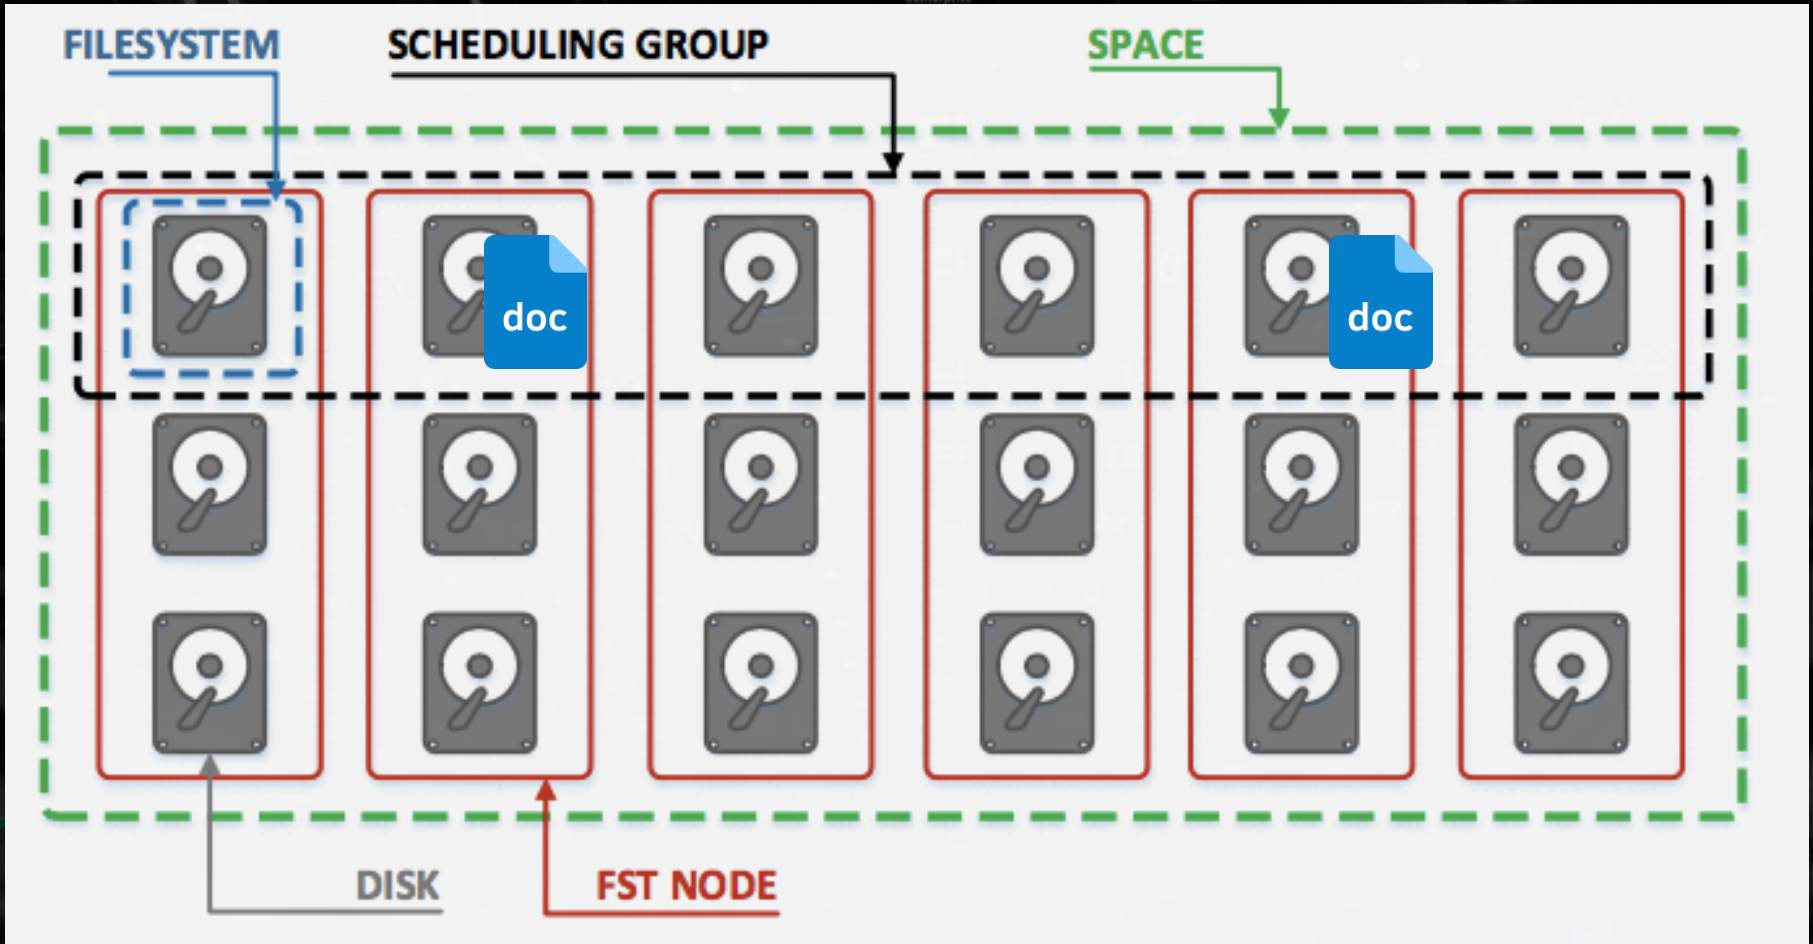 FILESYSTEM
SCHEDULING GROUP
SPACE
doc
doc
DISK
FST NODE